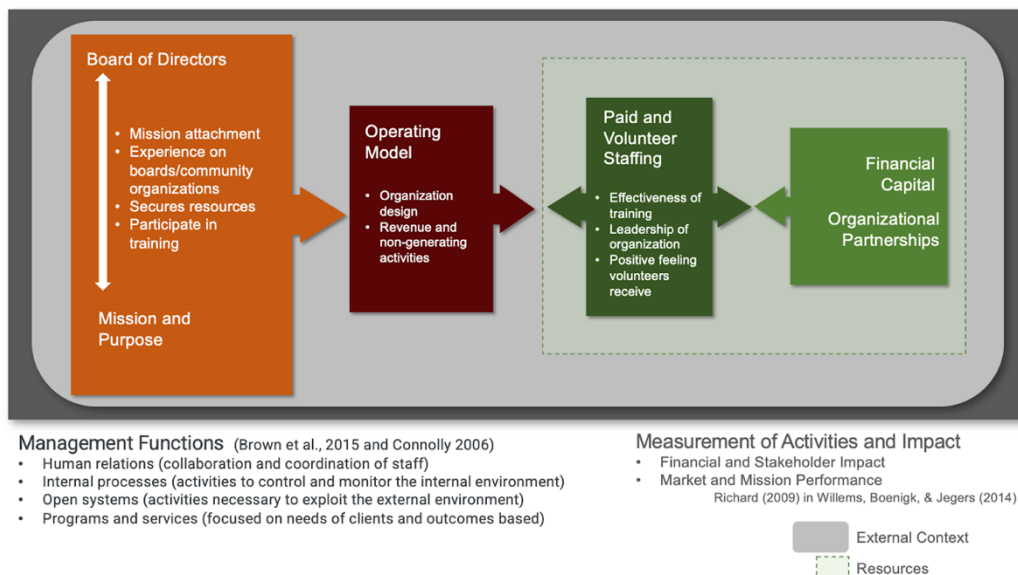 Board of Directors
• Mission attachment
• Experience on
boards/community
organizations
• Secures resources
• Participate in
training
Mission and
Purpose
Operating
Model
• Organization
design
• Revenue and
non-generating
activities
Paid and
Volunteer
Staffing
• Effectiveness of
training
• Leadership of
organization
• Positive feeling
volunteers
receive
Financial
Capital
Organizational
Partnerships
Management Functions (Brown et al., 2015 and Connolly 2006)
• Human relations (collaboration and coordination of staff)
• Internal processes (activities to control and monitor the internal environment)
• Open systems (activities necessary to exploit the external environment)
• Programs and services (focused on needs of clients and outcomes based)
Measurement of Activities and Impact
• Financial and Stakeholder Impact
• Market and Mission Performance
Richard (2009) in Willems, Boenigk, & Jegers (2014)
External Context
Resources